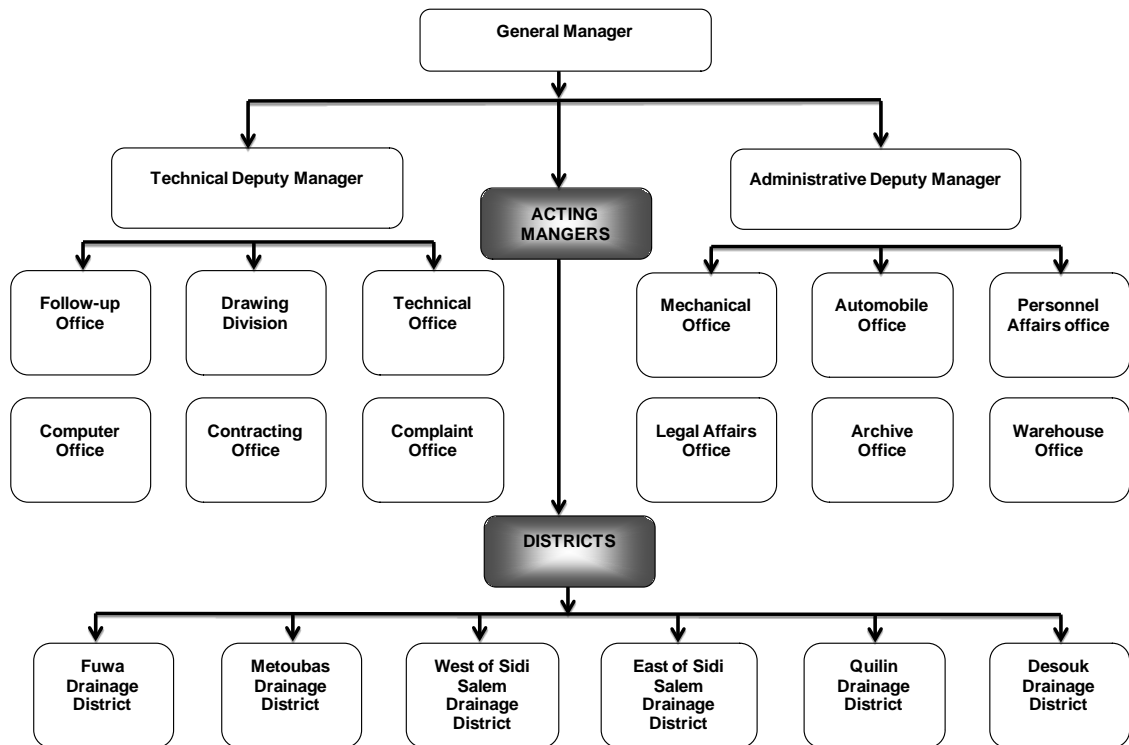 General Manager
Technical Deputy Manager
Administrative Deputy Manager
ACTING
MANGERS
Follow-up
Office
Drawing
Division
Technical
Office
Mechanical
Office
Automobile
Office
Personnel
Affairs office
Computer
Office
Contracting
Office
Complaint
Office
Legal Affairs
Office
Archive
Office
Warehouse
Office
DISTRICTS
Fuwa
Drainage
District
Metoubas
Drainage
District
West of Sidi
Salem
Drainage
District
East of Sidi
Salem
Drainage
District
Quilin
Drainage
District
Desouk
Drainage
District